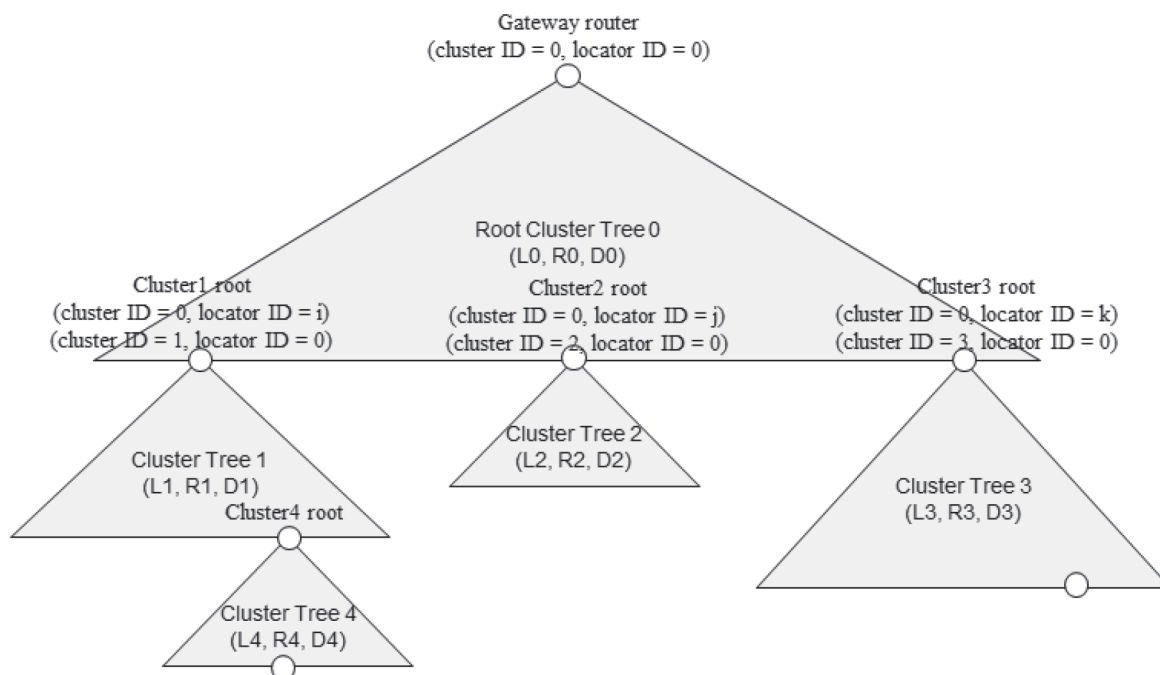 Gateway router
(cluster ID = 0, locator ID = 0)
Root Cluster Tree 0
(L0, R0, D0)
Cluster1 root
(cluster ID = 0, locator ID = i)
(cluster ID = 1, locator ID = 0)
Cluster2 root
(cluster ID = 0, locator ID = j)
(cluster ID = 2, locator ID = 0)
Cluster3 root
(cluster ID = 0, locator ID = k)
(cluster ID = 3, locator ID = 0)
Cluster Tree 1
(L1, R1, D1)
Cluster Tree 2
(L2, R2, D2)
Cluster Tree 3
(L3, R3, D3)
Cluster4 root
Cluster Tree 4
(L4, R4, D4)